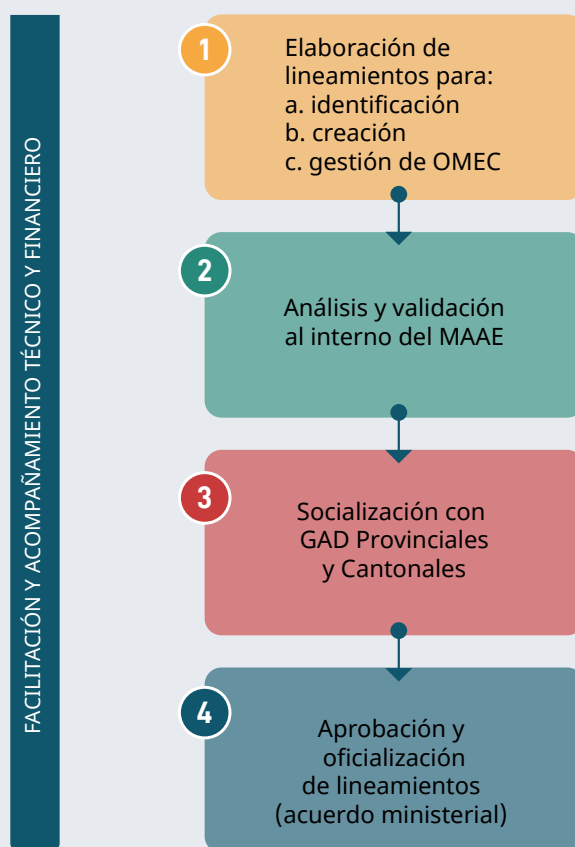 FACILITACIÓN Y ACOMPAÑAMIENTO TÉCNICO Y FINANCIERO
1
Elaboración de
lineamientos para:
a. identificación
b. creación
c. gestión de OMEC
2
Análisis y validación
al interno del MAAE
3
Socialización con
GAD Provinciales
y Cantonales
4
Aprobación y
oficialización
de lineamientos
(acuerdo ministerial)